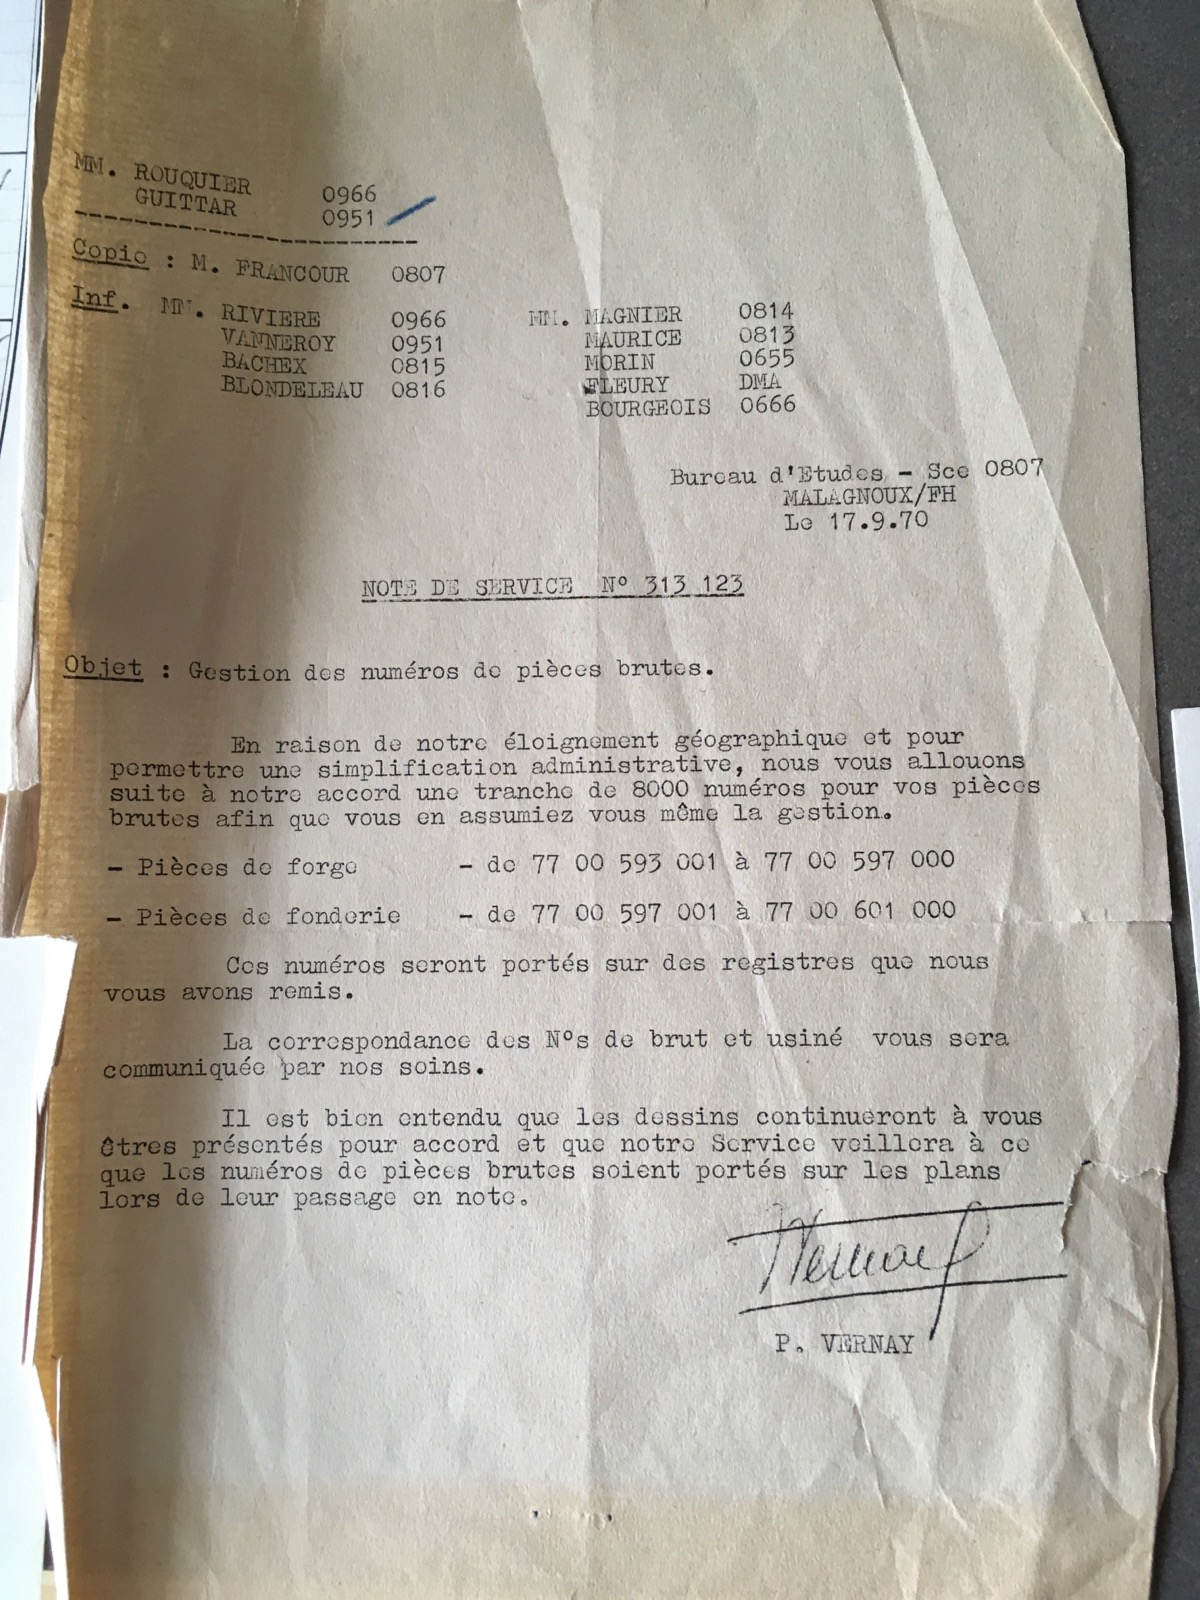 MM. ROUQUIER 0966
GUITTAR 0951
Copie : M. FRANCOUR 0807
Inf. MM. RIVIERE 0966 MM. MAGNIER 0814
VANNEROY 0951 MAURICE 0813
BACHEX 0815 MORIN 0655
BLONDELEAU 0816 FLEURY DMA
BOURGEOIS 0666
Bureau d'Etudes - Sce 0807
MALAGNOUX/FH
Le 17.9.70
NOTE DE SERVICE N° 313 123
Objet : Gestion des numéros de pièces brutes.
En raison de notre éloignement géographique et pour
permettre une simplification administrative, nous vous allouons
suite à notre accord une tranche de 8000 numéros pour vos pièces
brutes afin que vous en assumiez vous même la gestion.
- Pièces de forge - de 77 00 593 001 à 77 00 597 000
- Pièces de fonderie - de 77 00 597 001 à 77 00 601 000
Ces numéros seront portés sur des registres que nous
vous avons remis.
La correspondance des N°s de brut et usiné vous sera
communiquée par nos soins.
Il est bien entendu que les dessins continueront à vous
êtres présentés pour accord et que notre Service veillera à ce
que les numéros de pièces brutes soient portés sur les plans
lors de leur passage en note.
PVernay
P. VERNAY